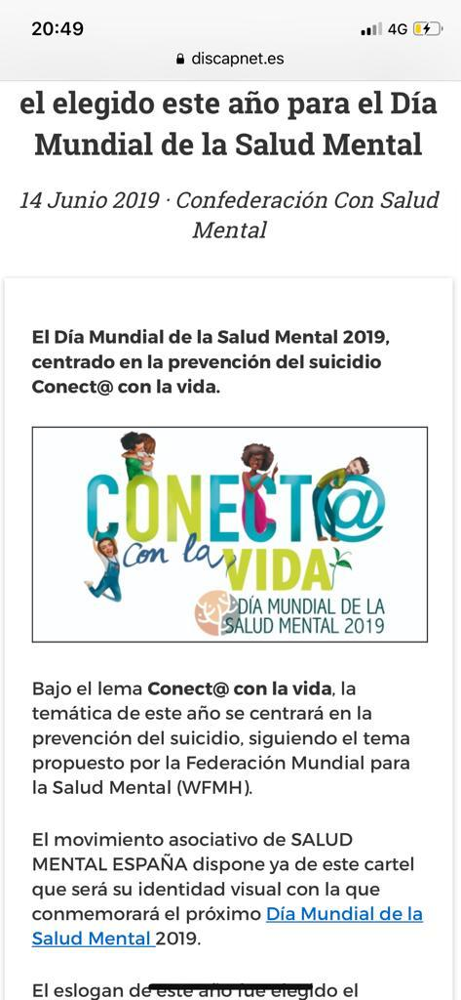 20:49
4G
discapnet.es
el elegido este año para el Día
Mundial de la Salud Mental
14 Junio 2019 · Confederación Con Salud
Mental
El Día Mundial de la Salud Mental 2019,
centrado en la prevención del suicidio
Conect@ con la vida.
CONECT@
con la VIDA
DÍA MUNDIAL DE LA
SALUD MENTAL 2019
Bajo el lema Conect@ con la vida, la
temática de este año se centrará en la
prevención del suicidio, siguiendo el tema
propuesto por la Federación Mundial para
la Salud Mental (WFMH).
El movimiento asociativo de SALUD
MENTAL ESPAÑA dispone ya de este cartel
que será su identidad visual con la que
conmemorará el próximo Día Mundial de la
Salud Mental 2019.
El eslogan de este año fue elegido el